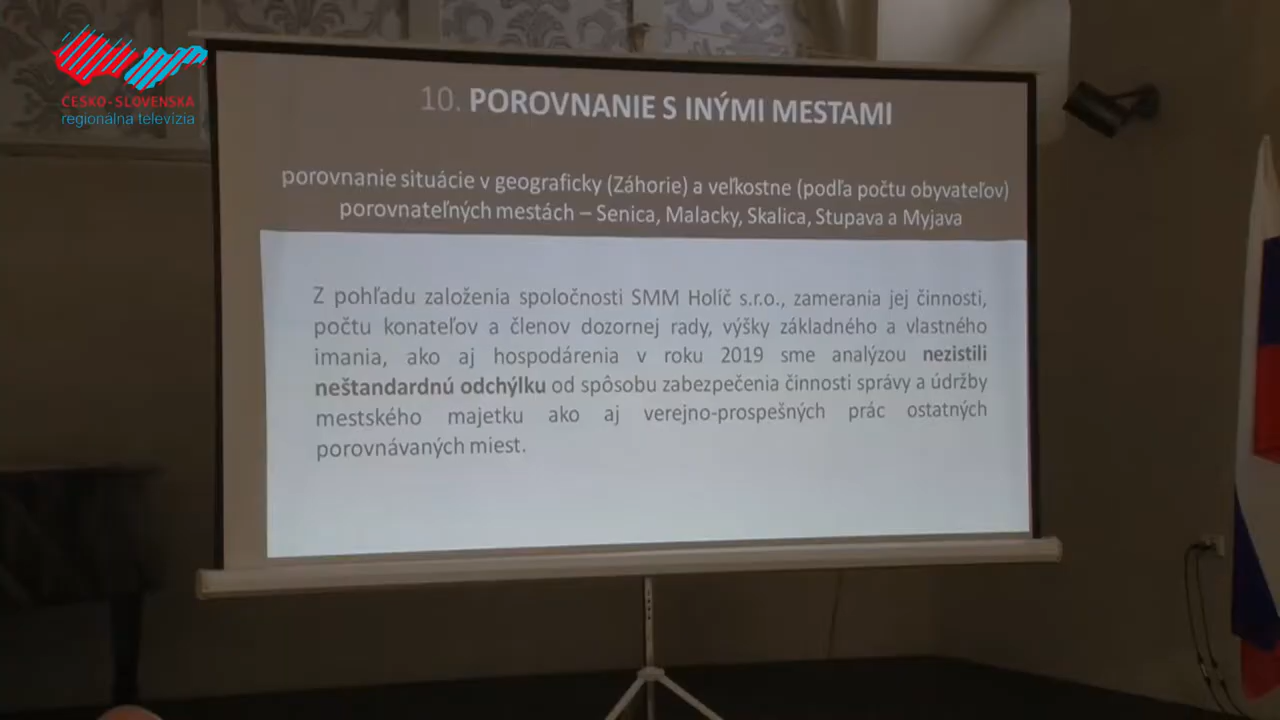 ČESKO-SLOVENSKA
regionálna televízia
10. POROVNANIE S INÝMI MESTAMI
porovnanie situácie v geograficky (Záhorie) a veľkostne (podľa počtu obyvateľov)
porovnateľných mestách – Senica, Malacky, Skalica, Stupava a Myjava
Z pohľadu založenia spoločnosti SMM Holíč s.r.o., zamerania jej činnosti,
počtu konateľov a členov dozornej rady, výšky základného a vlastného
imania, ako aj hospodárenia v roku 2019 sme analýzou nezistili
neštandardnú odchýlku od spôsobu zabezpečenia činnosti správy a údržby
mestského majetku ako aj verejno-prospešných prác ostatných
porovnávaných miest.